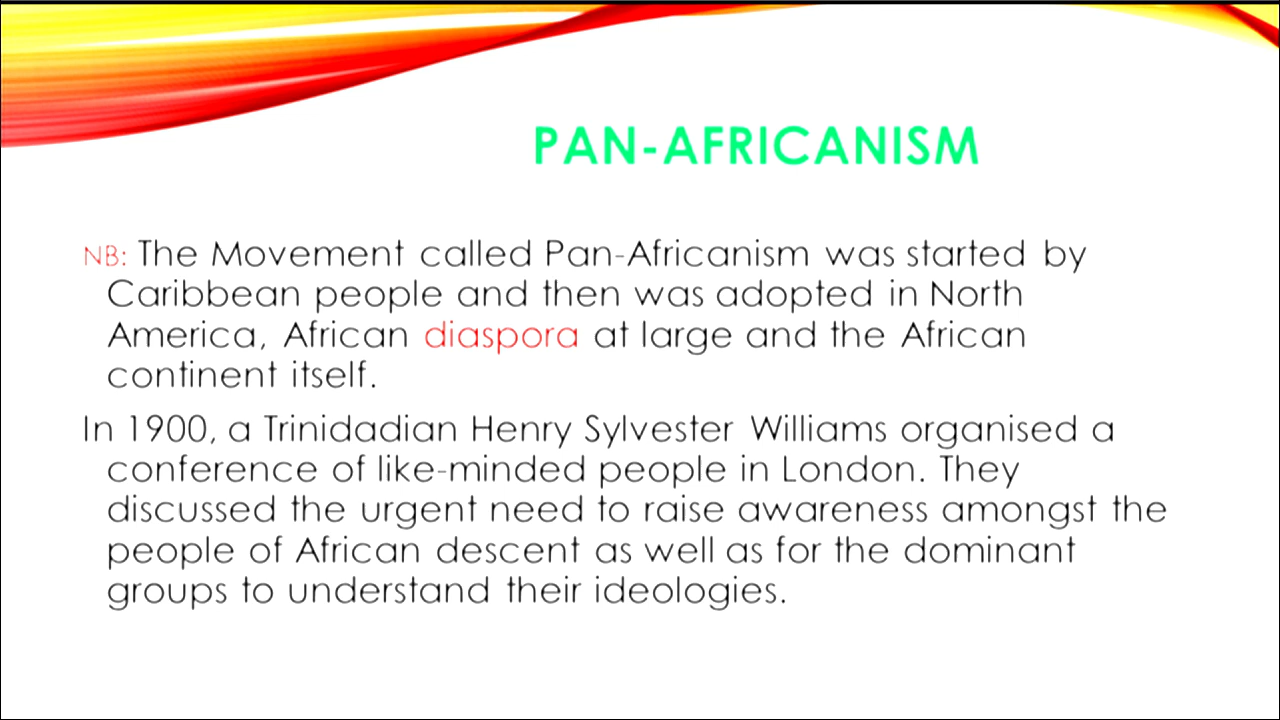 PAN-AFRICANISM
NB: The Movement called Pan-Africanism was started by
Caribbean people and then was adopted in North
America, African diaspora at large and the African
continent itself.
In 1900, a Trinidadian Henry Sylvester Williams organised a
conference of like-minded people in London. They
discussed the urgent need to raise awareness amongst the
people of African descent as well as for the dominant
groups to understand their ideologies.